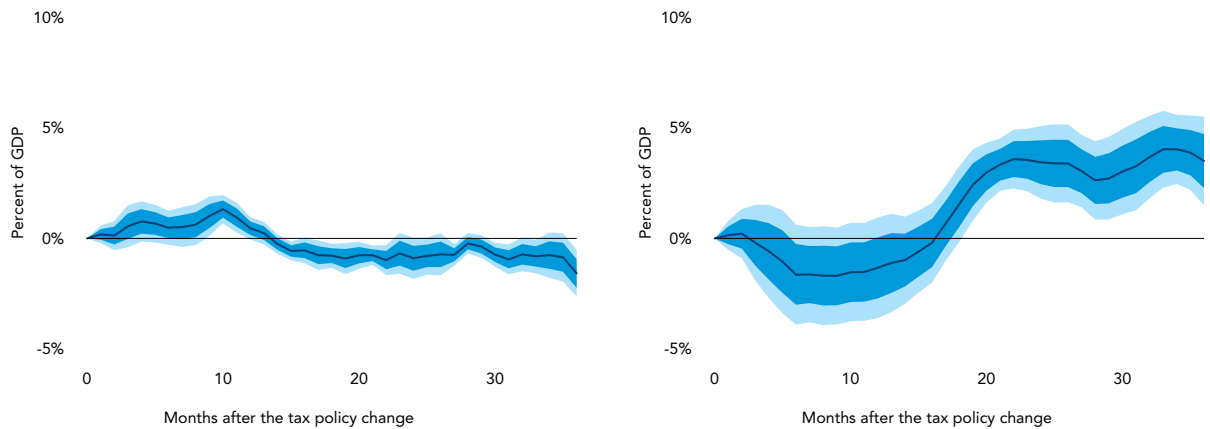 10%
5%
0%
-5%
Percent of GDP
0 10 20 30
Months after the tax policy change
10%
5%
0%
-5%
Percent of GDP
0 10 20 30
Months after the tax policy change